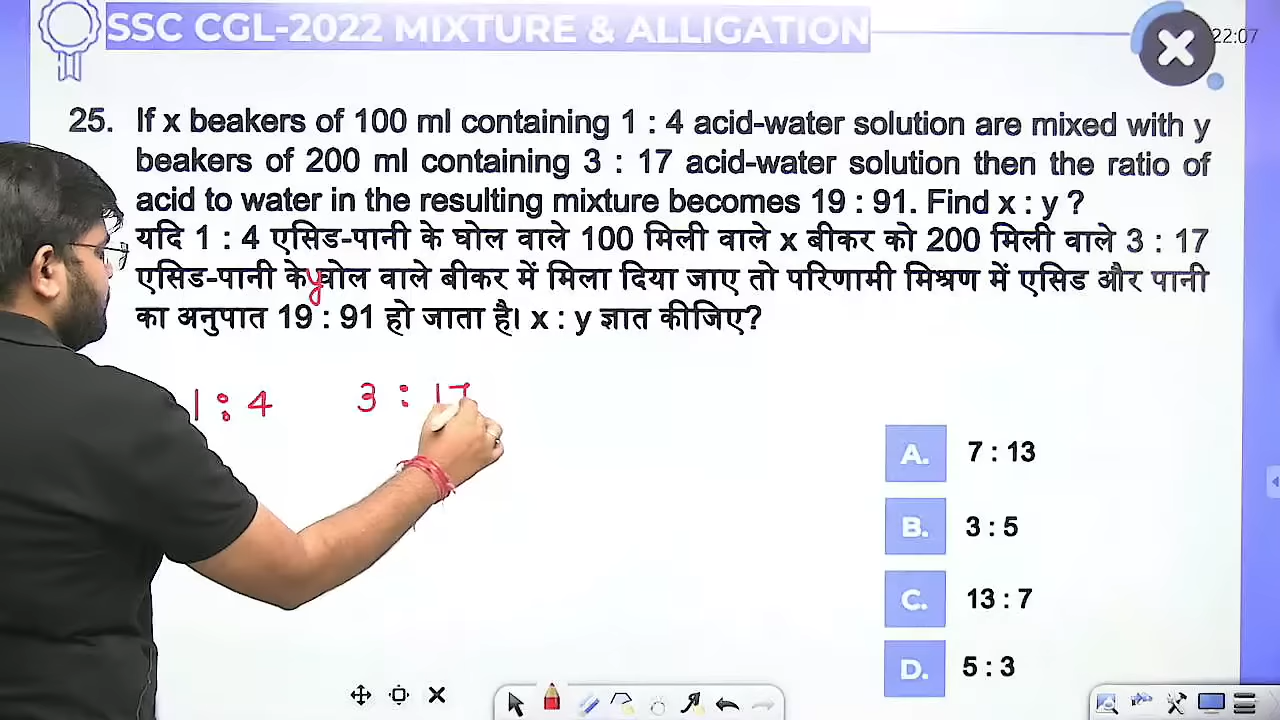 SSC CGL-2022 MIXTURE & ALLIGATION
22:07
25. If x beakers of 100 ml containing 1 : 4 acid-water solution are mixed with y
beakers of 200 ml containing 3 : 17 acid-water solution then the ratio of
acid to water in the resulting mixture becomes 19 : 91. Find x : y ?
यदि 1 : 4 एसिड-पानी के घोल वाले 100 मिली वाले x बीकर को 200 मिली वाले 3 : 17
एसिड-पानी के y घोल वाले बीकर में मिला दिया जाए तो परिणामी मिश्रण में एसिड और पानी
का अनुपात 19 : 91 हो जाता है। x : y ज्ञात कीजिए?
1 : 4 3 : 17
A. 7 : 13
B. 3 : 5
C. 13 : 7
D. 5 : 3